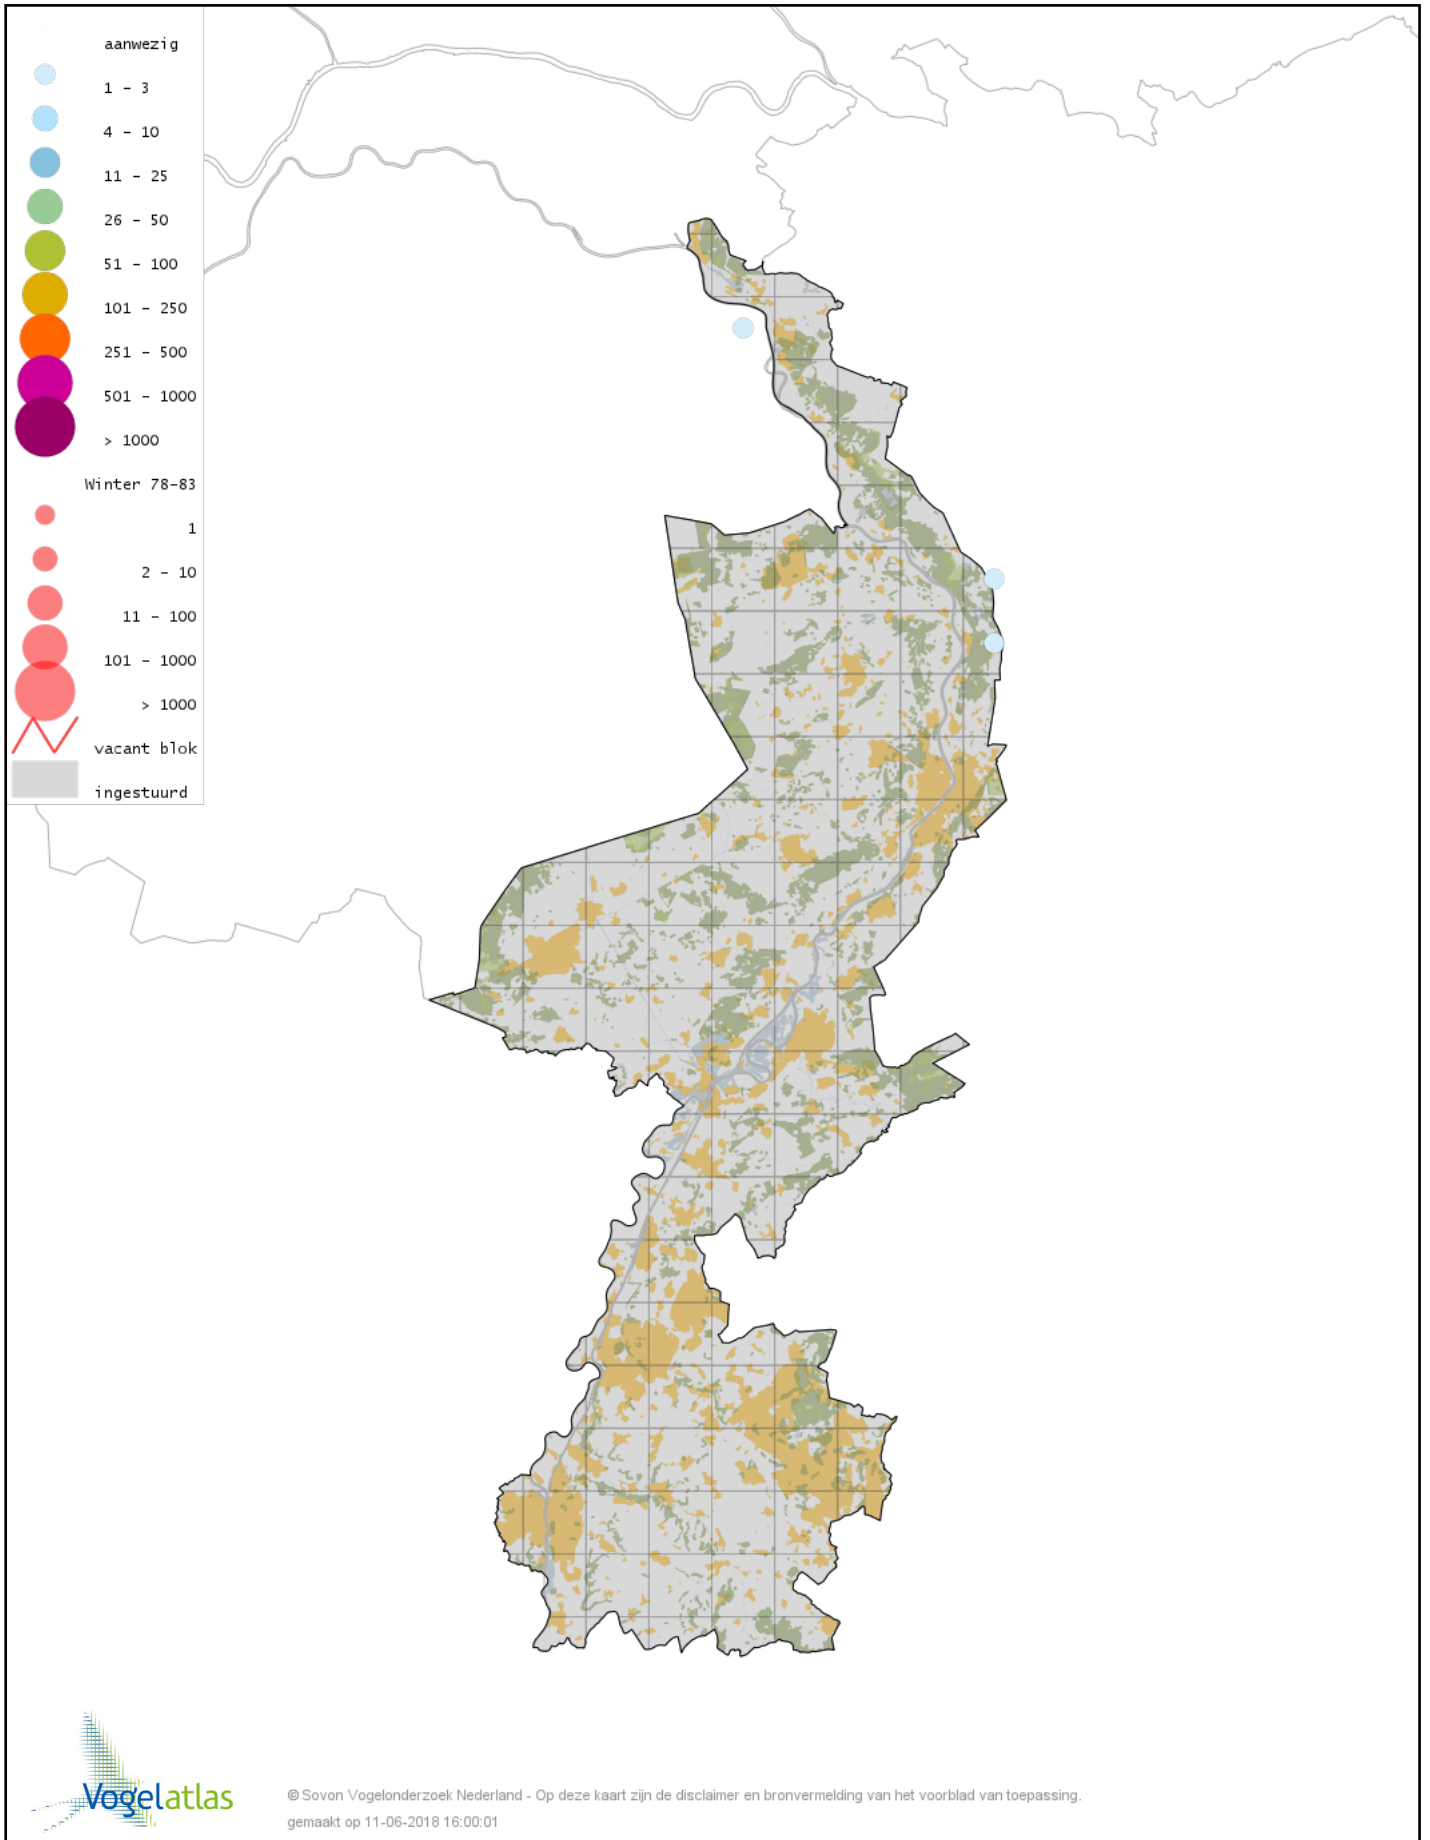 aanwezig
1 - 3
4 - 10
11 - 25
26 - 50
51 - 100
101 - 250
251 - 500
501 - 1000
> 1000
Winter 78-83
1
2 - 10
11 - 100
101 - 1000
> 1000
vacant blok
ingestuurd
Vogelatlas
© Sovon Vogelonderzoek Nederland - Op deze kaart zijn de disclaimer en bronvermelding van het voorblad van toepassing.
gemaakt op 11-06-2018 16:00:01